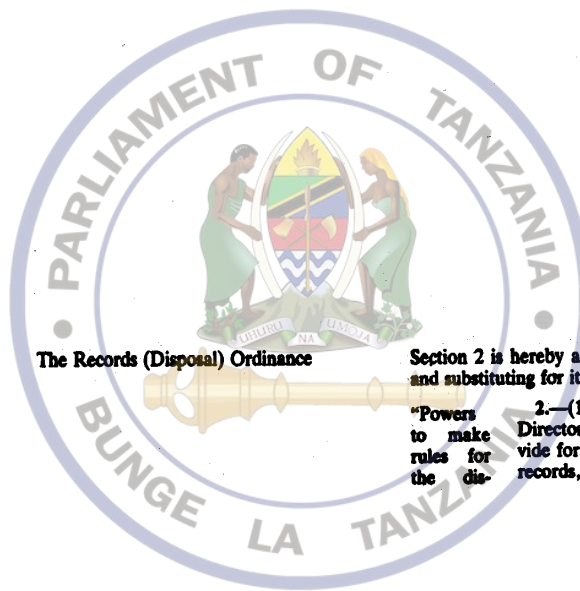 PARLIAMENT OF TANZANIA
UHURU NA UMOJA
The Records (Disposal) Ordinance
Section 2 is hereby a
and substituting for it
"Powers
to make
rules for
the dis-
2.—(1
Director
vide for
records,
BUNGE LA TANZANIA